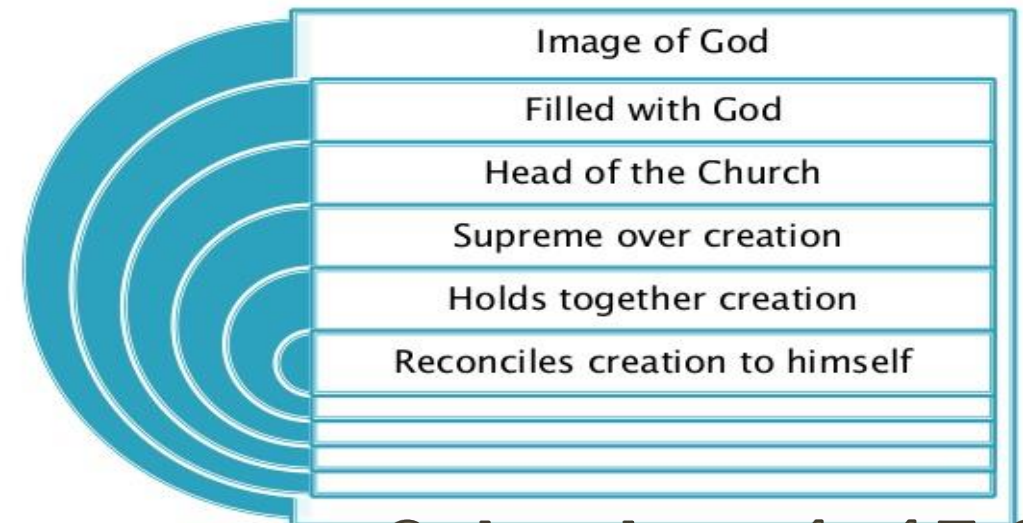 Image of God
Filled with God
Head of the Church
Supreme over creation
Holds together creation
Reconciles creation to himself